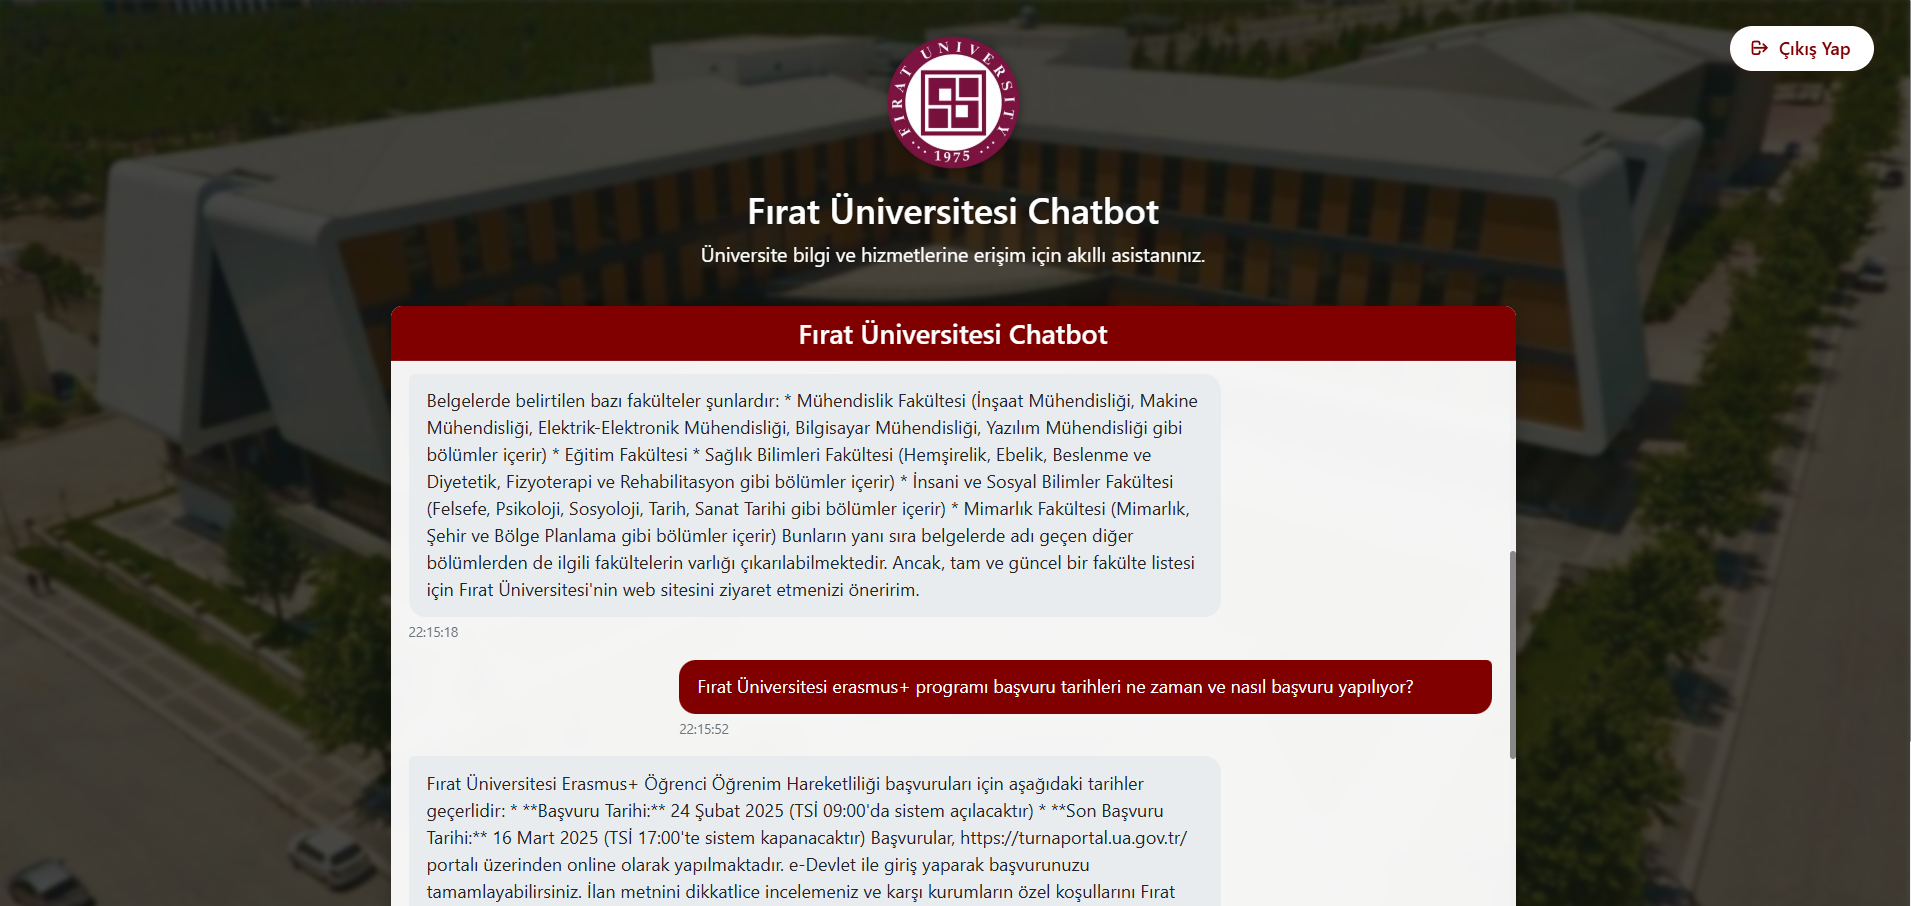 FIRAT UNIVERSITY
1975
Çıkış Yap
Fırat Üniversitesi Chatbot
Üniversite bilgi ve hizmetlerine erişim için akıllı asistanınız.
Fırat Üniversitesi Chatbot
Belgelerde belirtilen bazı fakülteler şunlardır: * Mühendislik Fakültesi (İnşaat Mühendisliği, Makine
Mühendisliği, Elektrik-Elektronik Mühendisliği, Bilgisayar Mühendisliği, Yazılım Mühendisliği gibi
bölümler içerir) * Eğitim Fakültesi * Sağlık Bilimleri Fakültesi (Hemşirelik, Ebelik, Beslenme ve
Diyetetik, Fizyoterapi ve Rehabilitasyon gibi bölümler içerir) * İnsani ve Sosyal Bilimler Fakültesi
(Felsefe, Psikoloji, Sosyoloji, Tarih, Sanat Tarihi gibi bölümler içerir) * Mimarlık Fakültesi (Mimarlık,
Şehir ve Bölge Planlama gibi bölümler içerir) Bunların yanı sıra belgelerde adı geçen diğer
bölümlerden de ilgili fakültelerin varlığı çıkarılabilmektedir. Ancak, tam ve güncel bir fakülte listesi
için Fırat Üniversitesi'nin web sitesini ziyaret etmenizi öneririm.
22:15:18
Fırat Üniversitesi erasmus+ programı başvuru tarihleri ne zaman ve nasıl başvuru yapılıyor?
22:15:52
Fırat Üniversitesi Erasmus+ Öğrenci Öğrenim Hareketliliği başvuruları için aşağıdaki tarihler
geçerlidir: * **Başvuru Tarihi:** 24 Şubat 2025 (TSİ 09:00'da sistem açılacaktır) * **Son Başvuru
Tarihi:** 16 Mart 2025 (TSİ 17:00'te sistem kapanacaktır) Başvurular, https://turnaportal.ua.gov.tr/
portalı üzerinden online olarak yapılmaktadır. e-Devlet ile giriş yaparak başvurunuzu
tamamlayabilirsiniz. İlan metnini dikkatlice incelemeniz ve karşı kurumların özel koşullarını Fırat